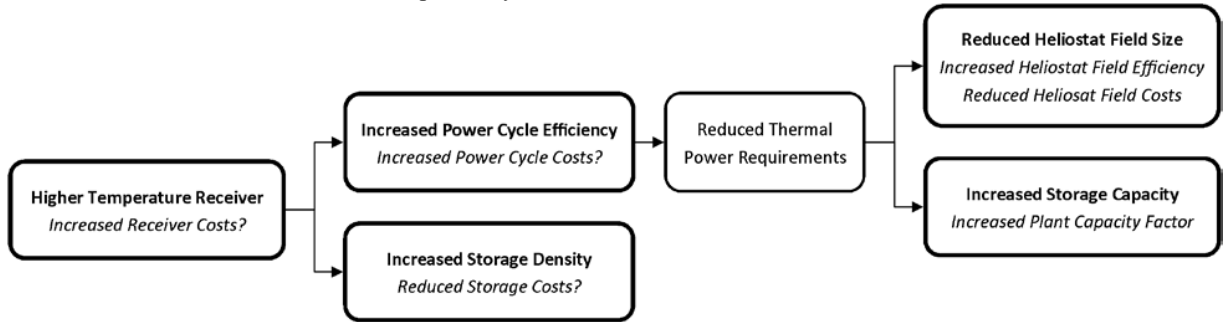 Higher Temperature Receiver
Increased Receiver Costs?
Increased Power Cycle Efficiency
Increased Power Cycle Costs?
Increased Storage Density
Reduced Storage Costs?
Reduced Thermal
Power Requirements
Reduced Heliostat Field Size
Increased Heliostat Field Efficiency
Reduced Heliosat Field Costs
Increased Storage Capacity
Increased Plant Capacity Factor